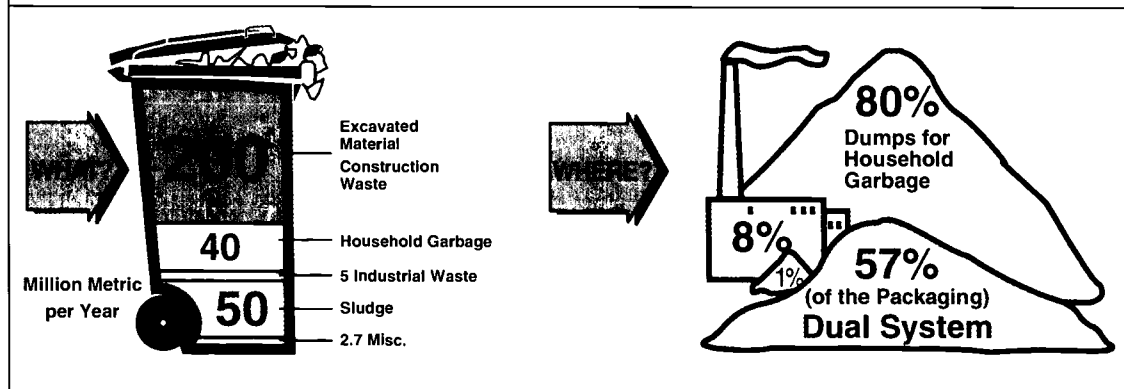 WHAT?
Excavated
Material
Construction
Waste
40
Household Garbage
5 Industrial Waste
Million Metric
per Year
50
Sludge
2.7 Misc.
WHERE?
80%
Dumps for
Household
Garbage
8%
1%
57%
(of the Packaging)
Dual System